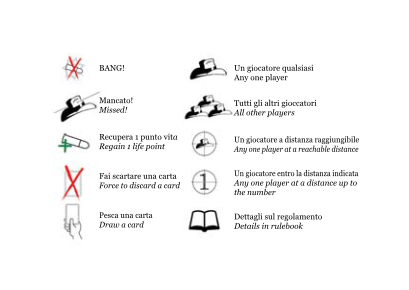 BANG!
Mancato!
Missed!
Recupera 1 punto vita
Regain 1 life point
Fai scartare una carta
Force to discard a card
Pesca una carta
Draw a card
Un giocatore qualsiasi
Any one player
Tutti gli altri gioccatori
All other players
Un giocatore a distanza raggiungibile
Any one player at a reachable distance
1
Un giocatore entro la distanza indicata
Any one player at a distance up to
the number
Dettagli sul regolamento
Details in rulebook